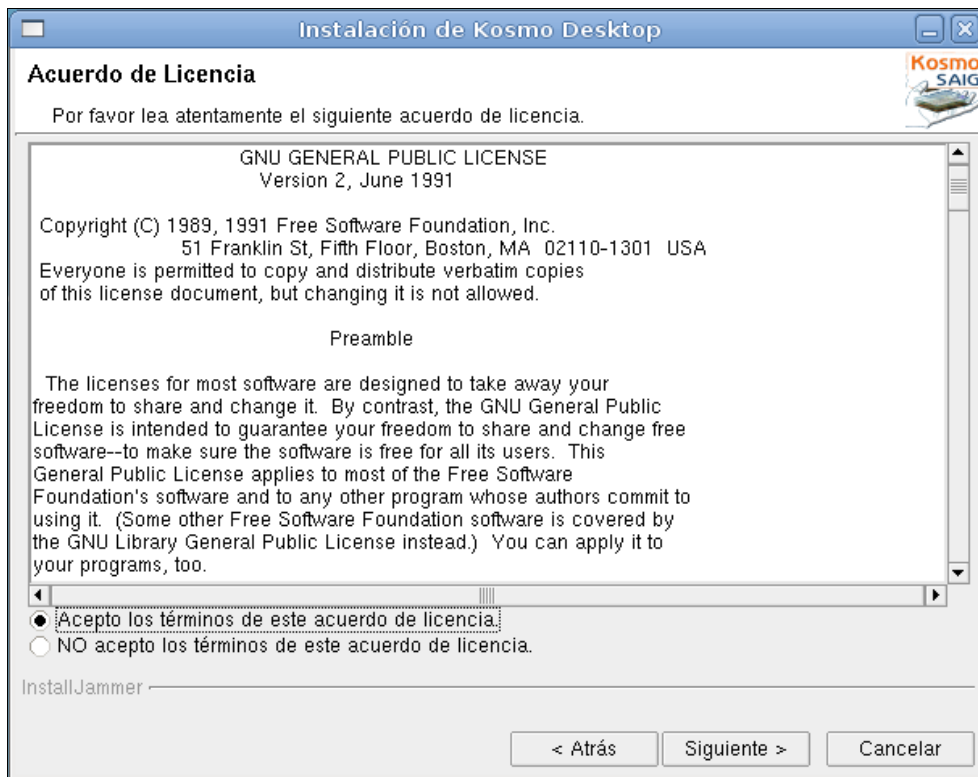 Instalación de Kosmo Desktop
Acuerdo de Licencia
Kosmo
SAIG
Por favor lea atentamente el siguiente acuerdo de licencia.
GNU GENERAL PUBLIC LICENSE
Version 2, June 1991
Copyright (C) 1989, 1991 Free Software Foundation, Inc.
51 Franklin St, Fifth Floor, Boston, MA  02110-1301  USA
Everyone is permitted to copy and distribute verbatim copies
of this license document, but changing it is not allowed.
Preamble
The licenses for most software are designed to take away your
freedom to share and change it.  By contrast, the GNU General Public
License is intended to guarantee your freedom to share and change free
software--to make sure the software is free for all its users.  This
General Public License applies to most of the Free Software
Foundation's software and to any other program whose authors commit to
using it.  (Some other Free Software Foundation software is covered by
the GNU Library General Public License instead.)  You can apply it to
your programs, too.
Acepto los términos de este acuerdo de licencia.
NO acepto los términos de este acuerdo de licencia.
InstallJammer
< Atrás
Siguiente >
Cancelar